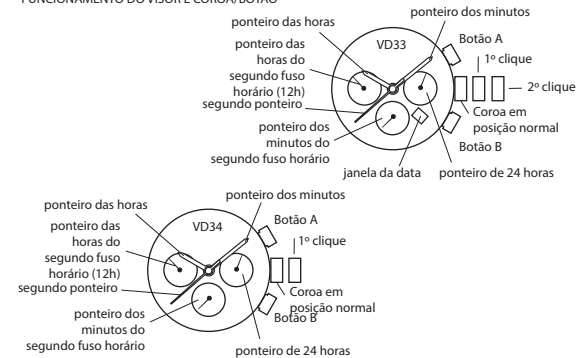 FUNCIONAMENTO DO VISOR E COROA/BOTÃO
ponteiro das horas
ponteiro dos minutos
ponteiro das
horas do
segundo fuso
horário (12h)
segundo ponteiro
ponteiro dos
minutos do
segundo fuso horário
VD33
Botão A
1º clique
2º clique
Coroa em
posição normal
Botão B
janela da data
ponteiro de 24 horas
ponteiro dos minutos
ponteiro das horas
ponteiro das
horas do
segundo fuso
horário (12h)
segundo ponteiro
ponteiro dos
minutos do
segundo fuso horário
VD34
Botão A
1º clique
Coroa em
posição normal
Botão B
ponteiro de 24 horas